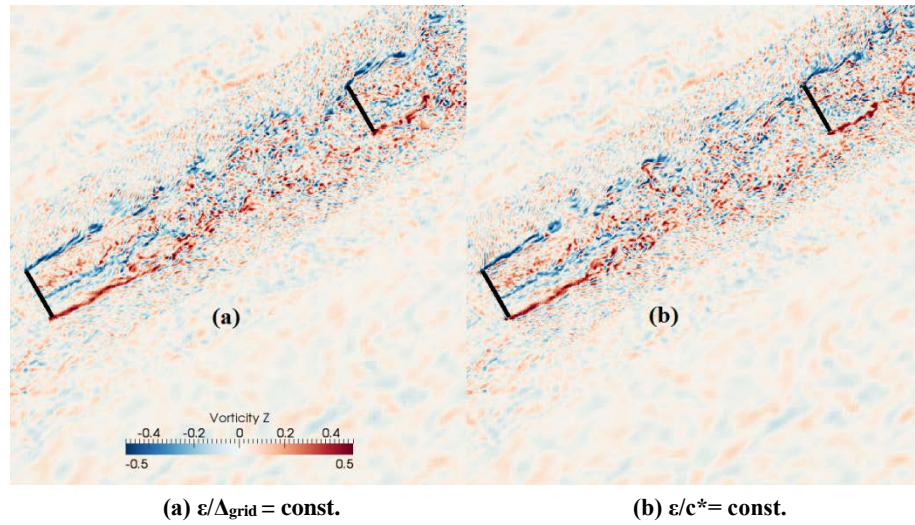 (a)
(b)
Vorticity Z
-0.4 -0.2 0 0.2 0.4
-0.5 0.5
(a) ε/Δgrid = const.
(b) ε/c*= const.